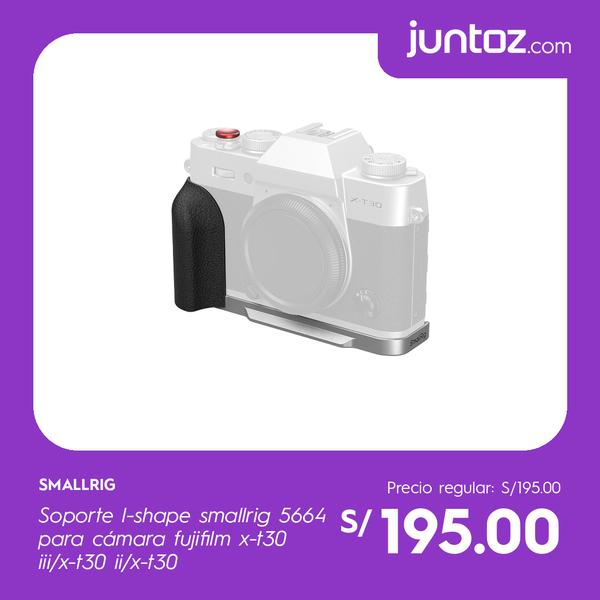 juntoz.com
X-T30
SmallRig
SMALLRIG
Soporte l-shape smallrig 5664
para cámara fujifilm x-t30
iii/x-t30 ii/x-t30
Precio regular: S/195.00
S/195.00